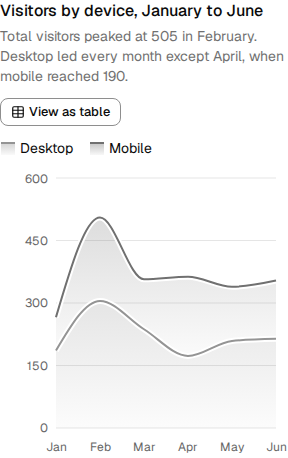 Visitors by device, January to June
Total visitors peaked at 505 in February.
Desktop led every month except April, when
mobile reached 190.
View as table
Desktop Mobile
600
450
300
150
0
Jan Feb Mar Apr May Jun